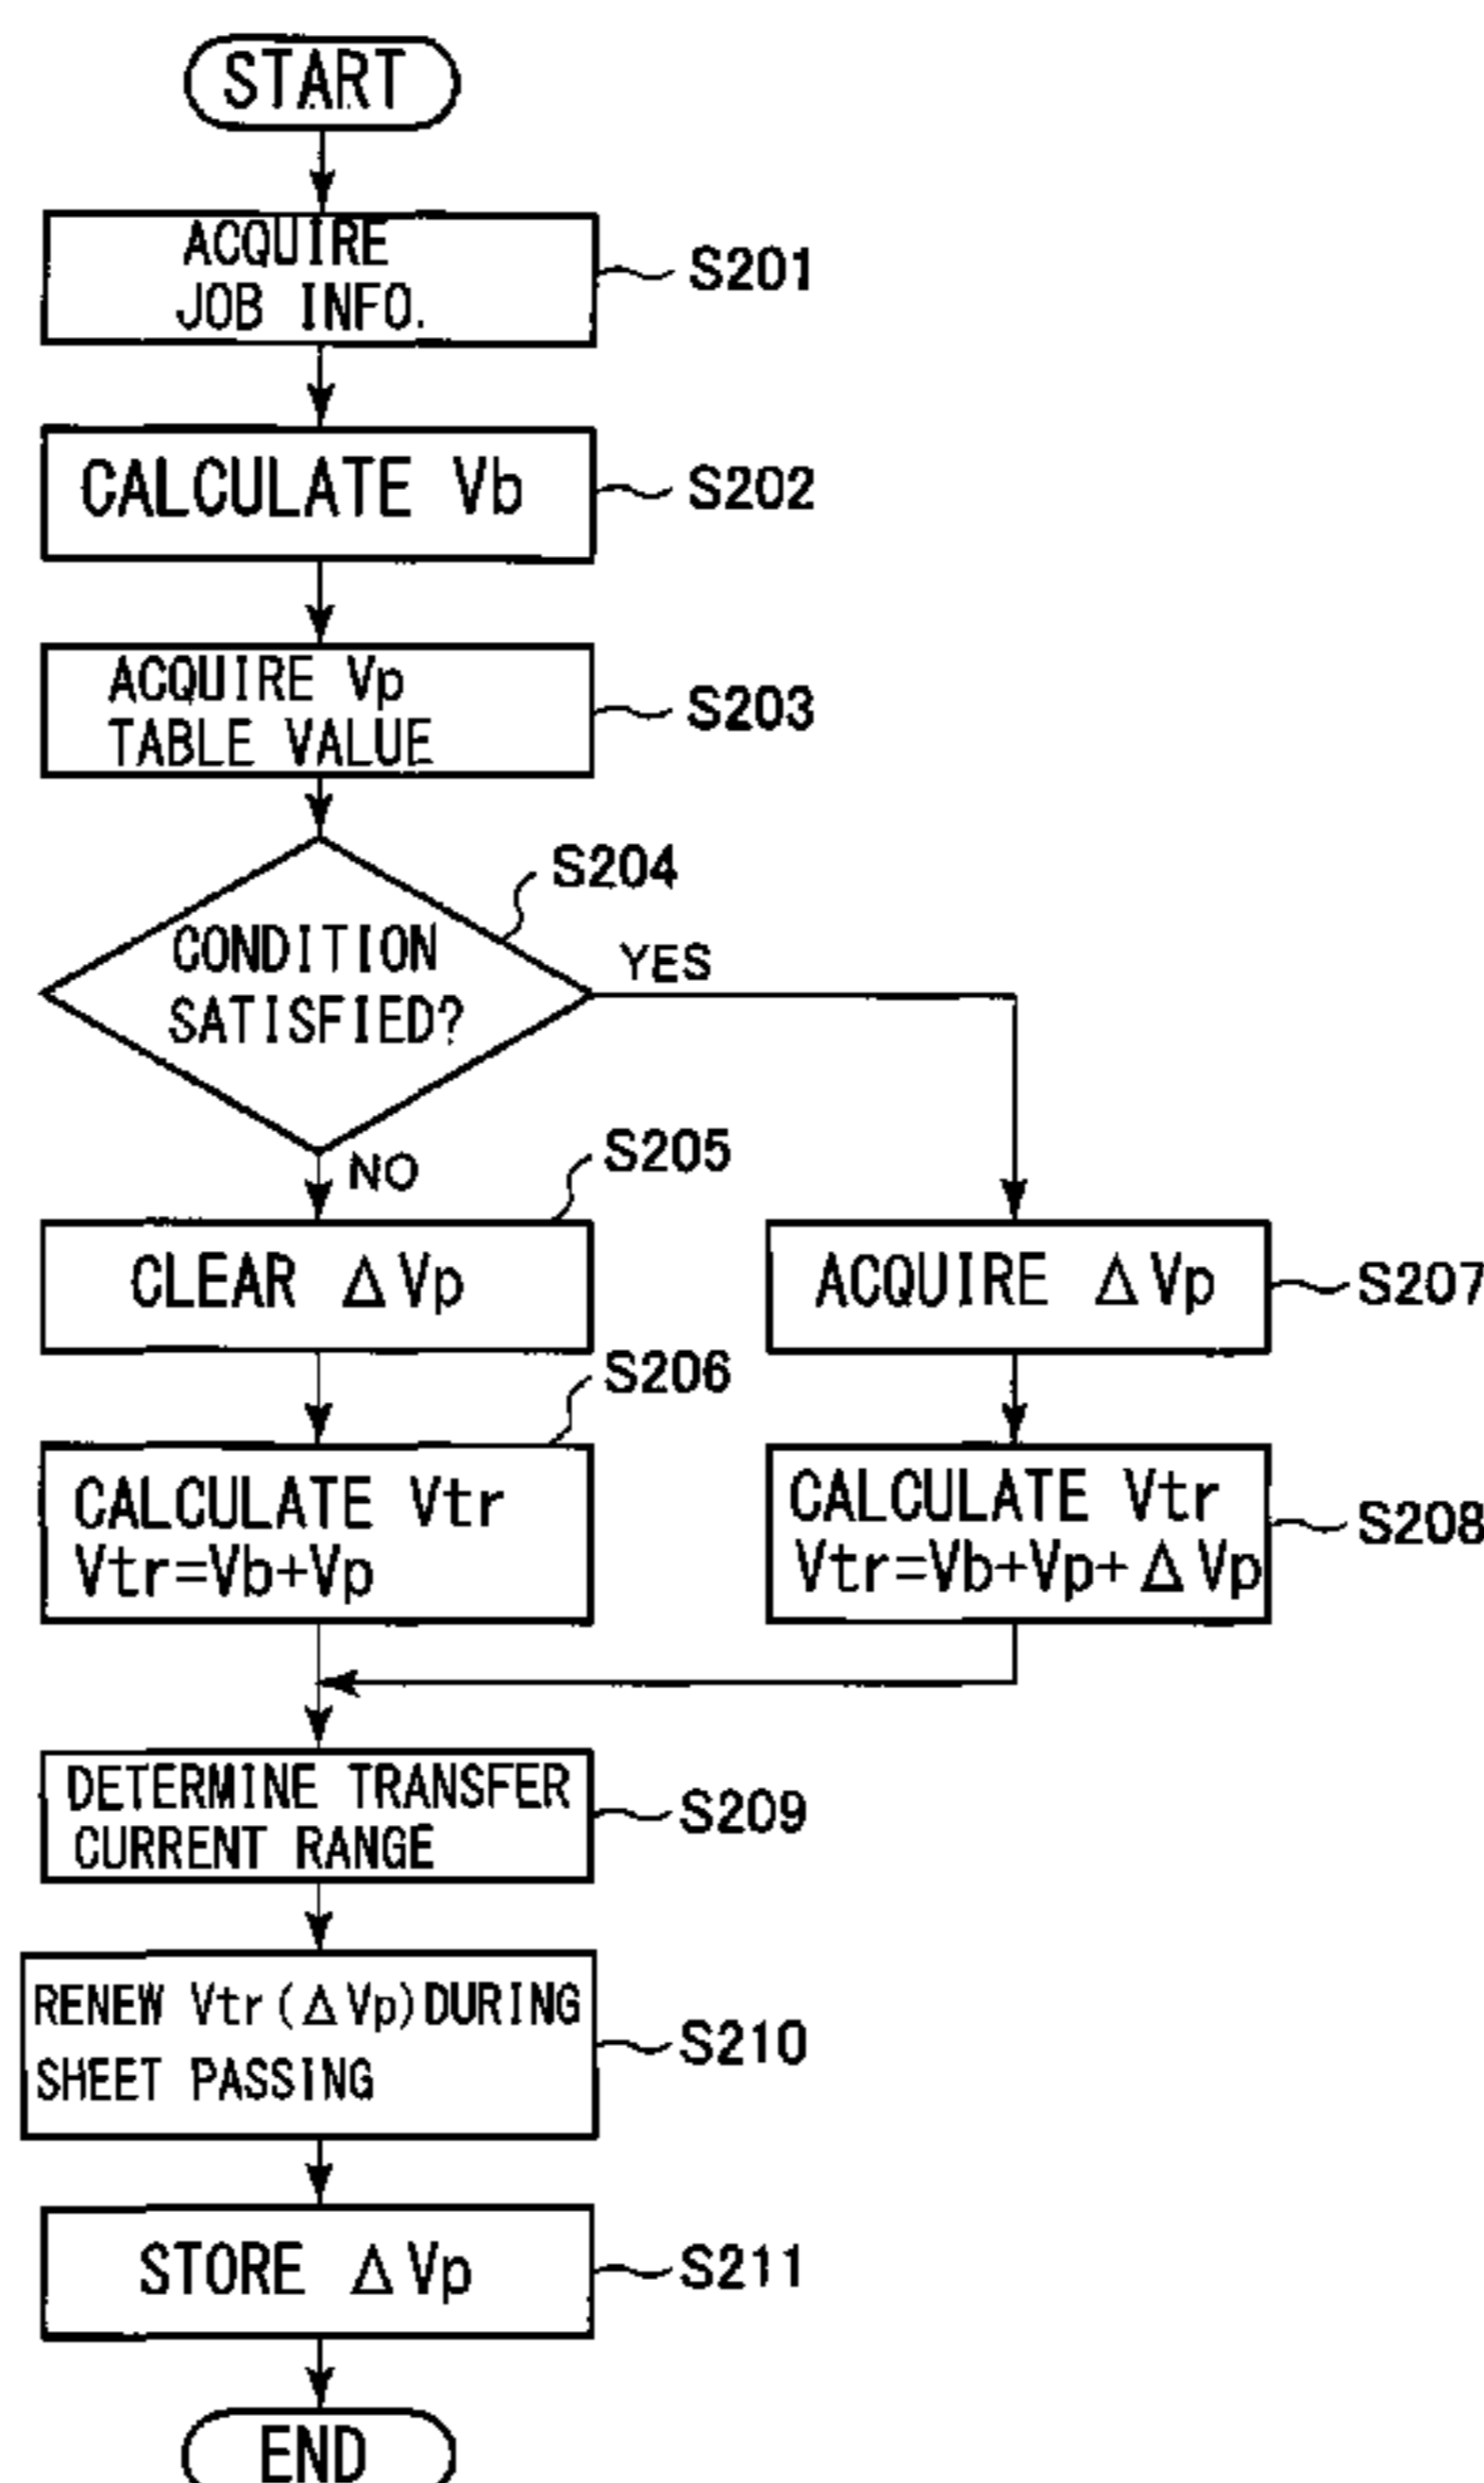 START
ACQUIRE
JOB INFO.
S201
CALCULATE Vb
S202
ACQUIRE Vp
TABLE VALUE
S203
S204
CONDITION
SATISFIED?
YES
NO
S205
CLEAR ΔVp
ACQUIRE ΔVp
S207
S206
CALCULATE Vtr
Vtr=Vb+Vp
CALCULATE Vtr
Vtr=Vb+Vp+ΔVp
S208
DETERMINE TRANSFER
CURRENT RANGE
S209
RENEW Vtr(ΔVp)DURING
SHEET PASSING
S210
STORE ΔVp
S211
END